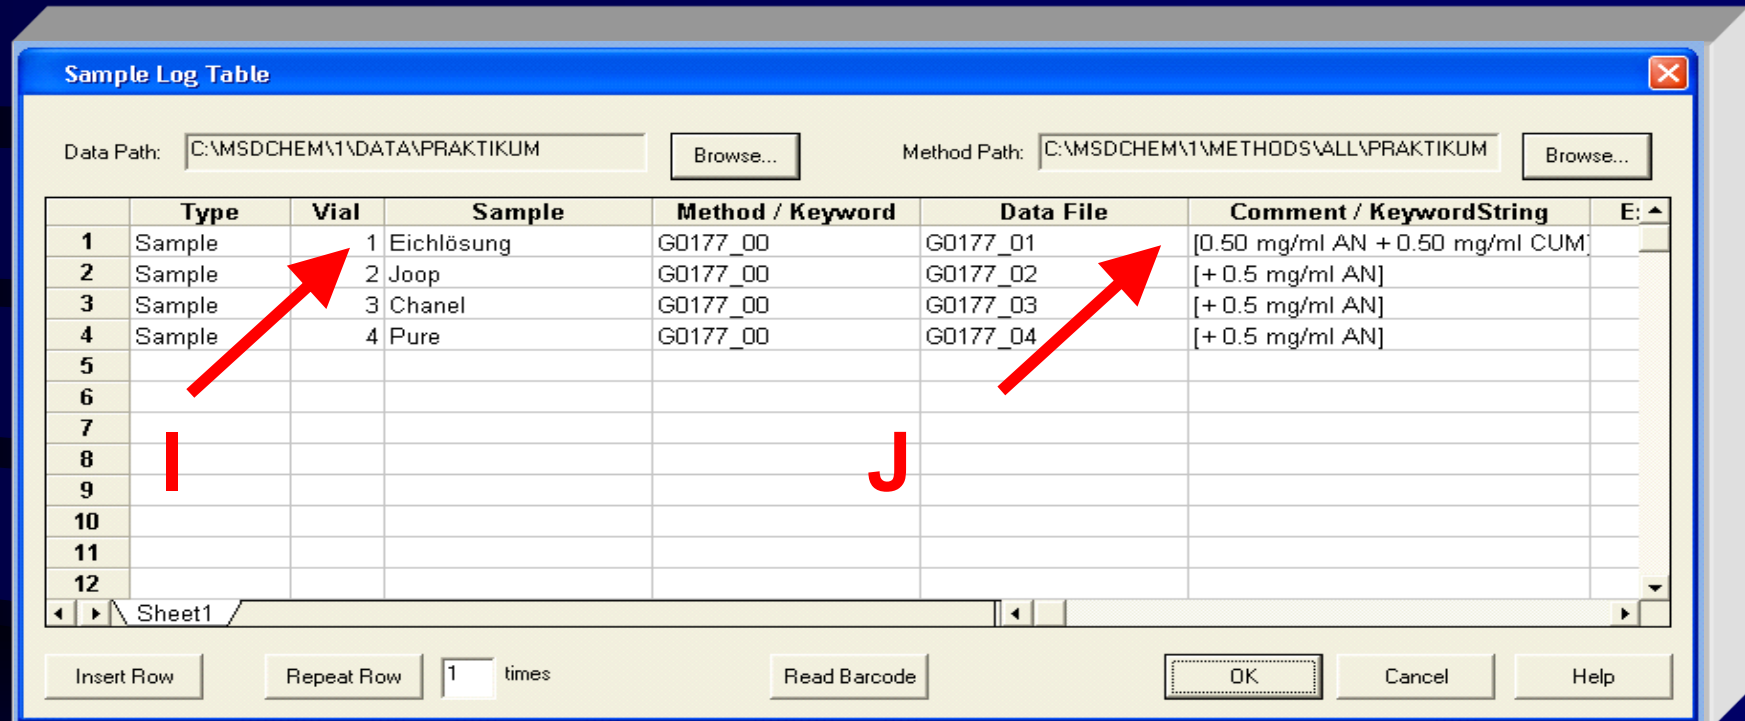 Sample Log Table
Data Path: C:\MSDCHEM\1\DATA\PRAKTIKUM Browse... Method Path: C:\MSDCHEM\1\METHODS\ALL\PRAKTIKUM Browse...
Type Vial Sample Method / Keyword Data File Comment / KeywordString E:
1 Sample 1 Eichlösung G0177_00 G0177_01 [0.50 mg/ml AN + 0.50 mg/ml CUM]
2 Sample 2 Joop G0177_00 G0177_02 [+ 0.5 mg/ml AN]
3 Sample 3 Chanel G0177_00 G0177_03 [+ 0.5 mg/ml AN]
4 Sample 4 Pure G0177_00 G0177_04 [+ 0.5 mg/ml AN]
5
6
7
I J
8
9
10
11
12
Sheet1
Insert Row Repeat Row 1 times Read Barcode OK Cancel Help